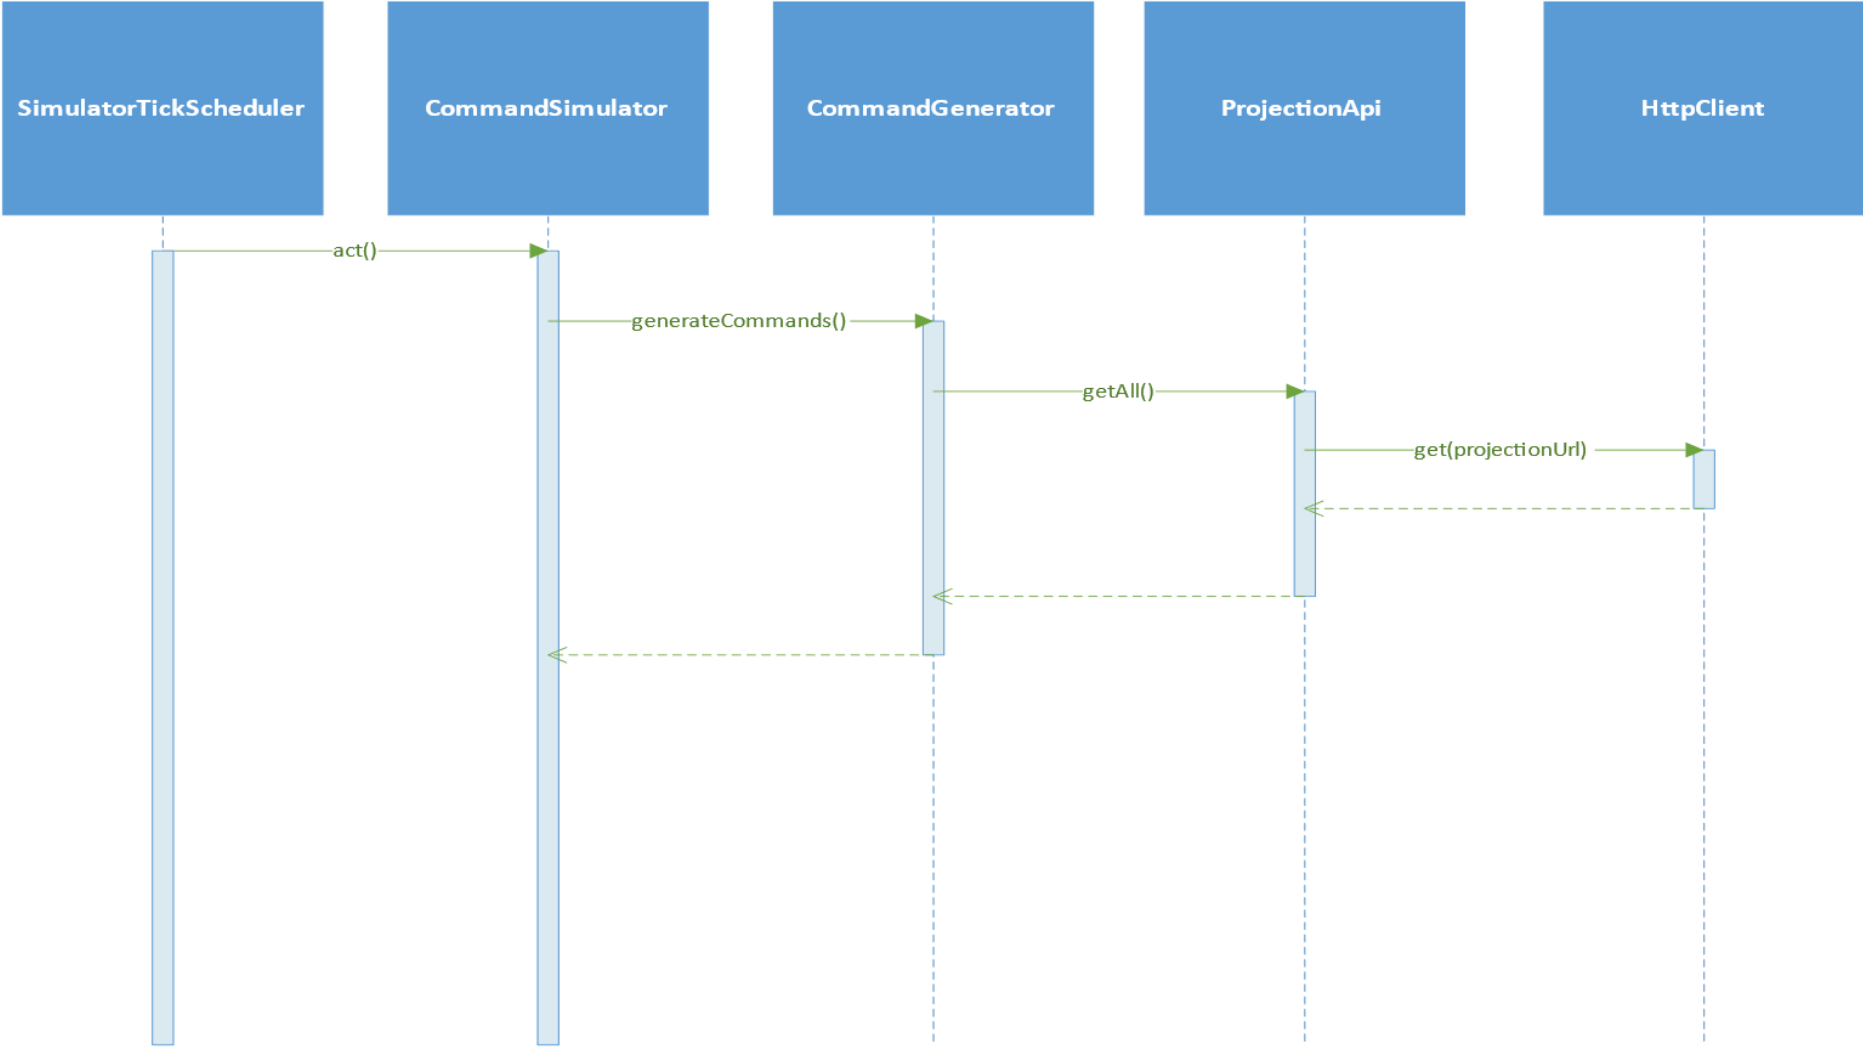 SimulatorTickScheduler
CommandSimulator
CommandGenerator
ProjectionApi
HttpClient
act()
generateCommands()
getAll()
get(projectionUrl)